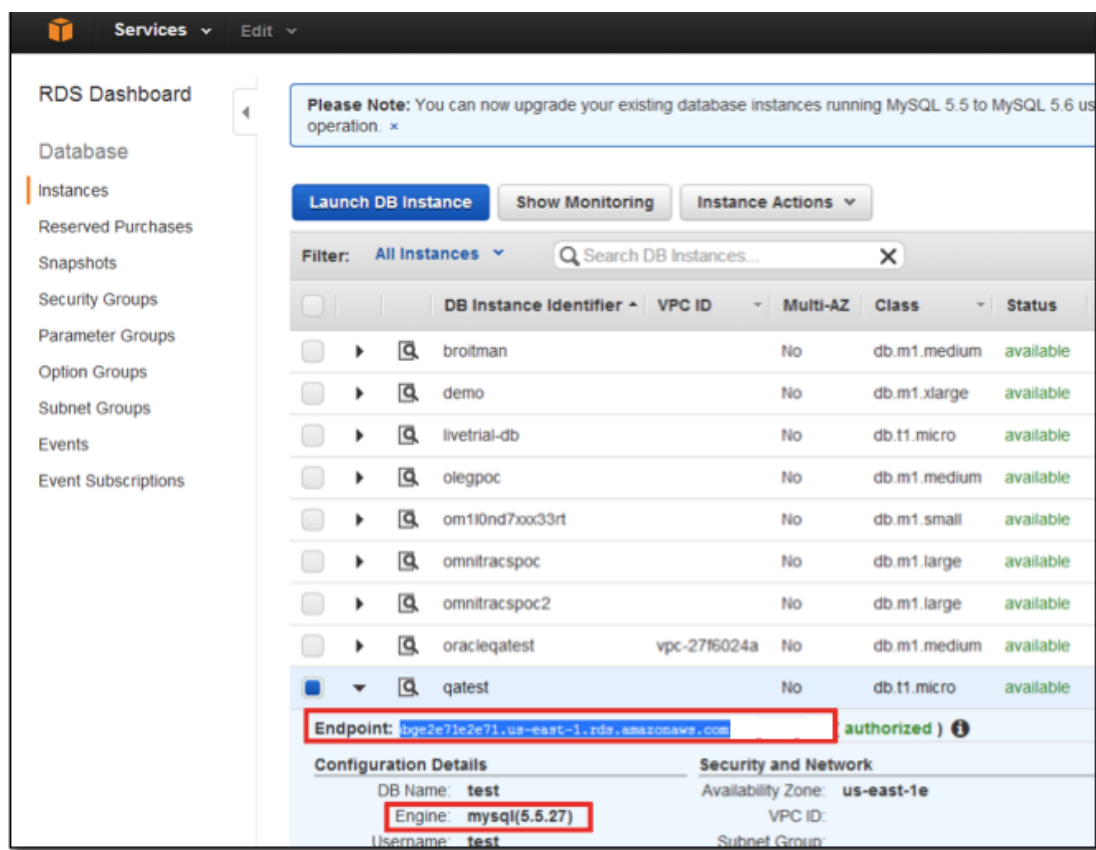 Services Edit
RDS Dashboard
Please Note: You can now upgrade your existing database instances running MySQL 5.5 to MySQL 5.6 us
operation. ×
Database
Instances
Reserved Purchases
Snapshots
Security Groups
Parameter Groups
Option Groups
Subnet Groups
Events
Event Subscriptions
Launch DB Instance Show Monitoring Instance Actions
Filter: All Instances Search DB Instances...
DB Instance Identifier VPC ID Multi-AZ Class Status
broitman No db.m1.medium available
demo No db.m1.xlarge available
livetrial-db No db.t1.micro available
olegpoc No db.m1.medium available
om1l0nd7xxx33rt No db.m1.small available
omnitracspoc No db.m1.large available
omnitracspoc2 No db.m1.large available
oracleqatest vpc-27f6024a No db.m1.medium available
qatest No db.t1.micro available
Endpoint: bge2e71e2e71.us-east-1.rds.amazonaws.com authorized )
Configuration Details Security and Network
DB Name: test Availability Zone: us-east-1e
Engine: mysql(5.5.27) VPC ID:
Username: test Subnet Group: